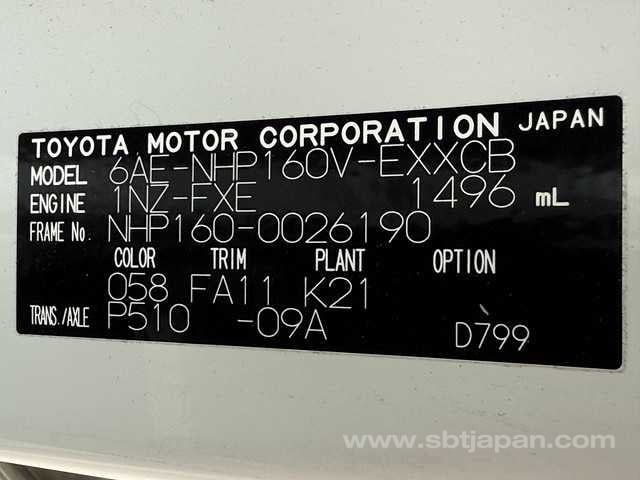 TOYOTA MOTOR CORPORATION JAPAN
MODEL 6AE-NHP160V-EXXCB
ENGINE 1NZ-FXE 1496 mL
FRAME No. NHP160-0026190
COLOR TRIM PLANT OPTION
058 FA11 K21
TRANS./AXLE P510 -09A D799
www.sbtjapan.com